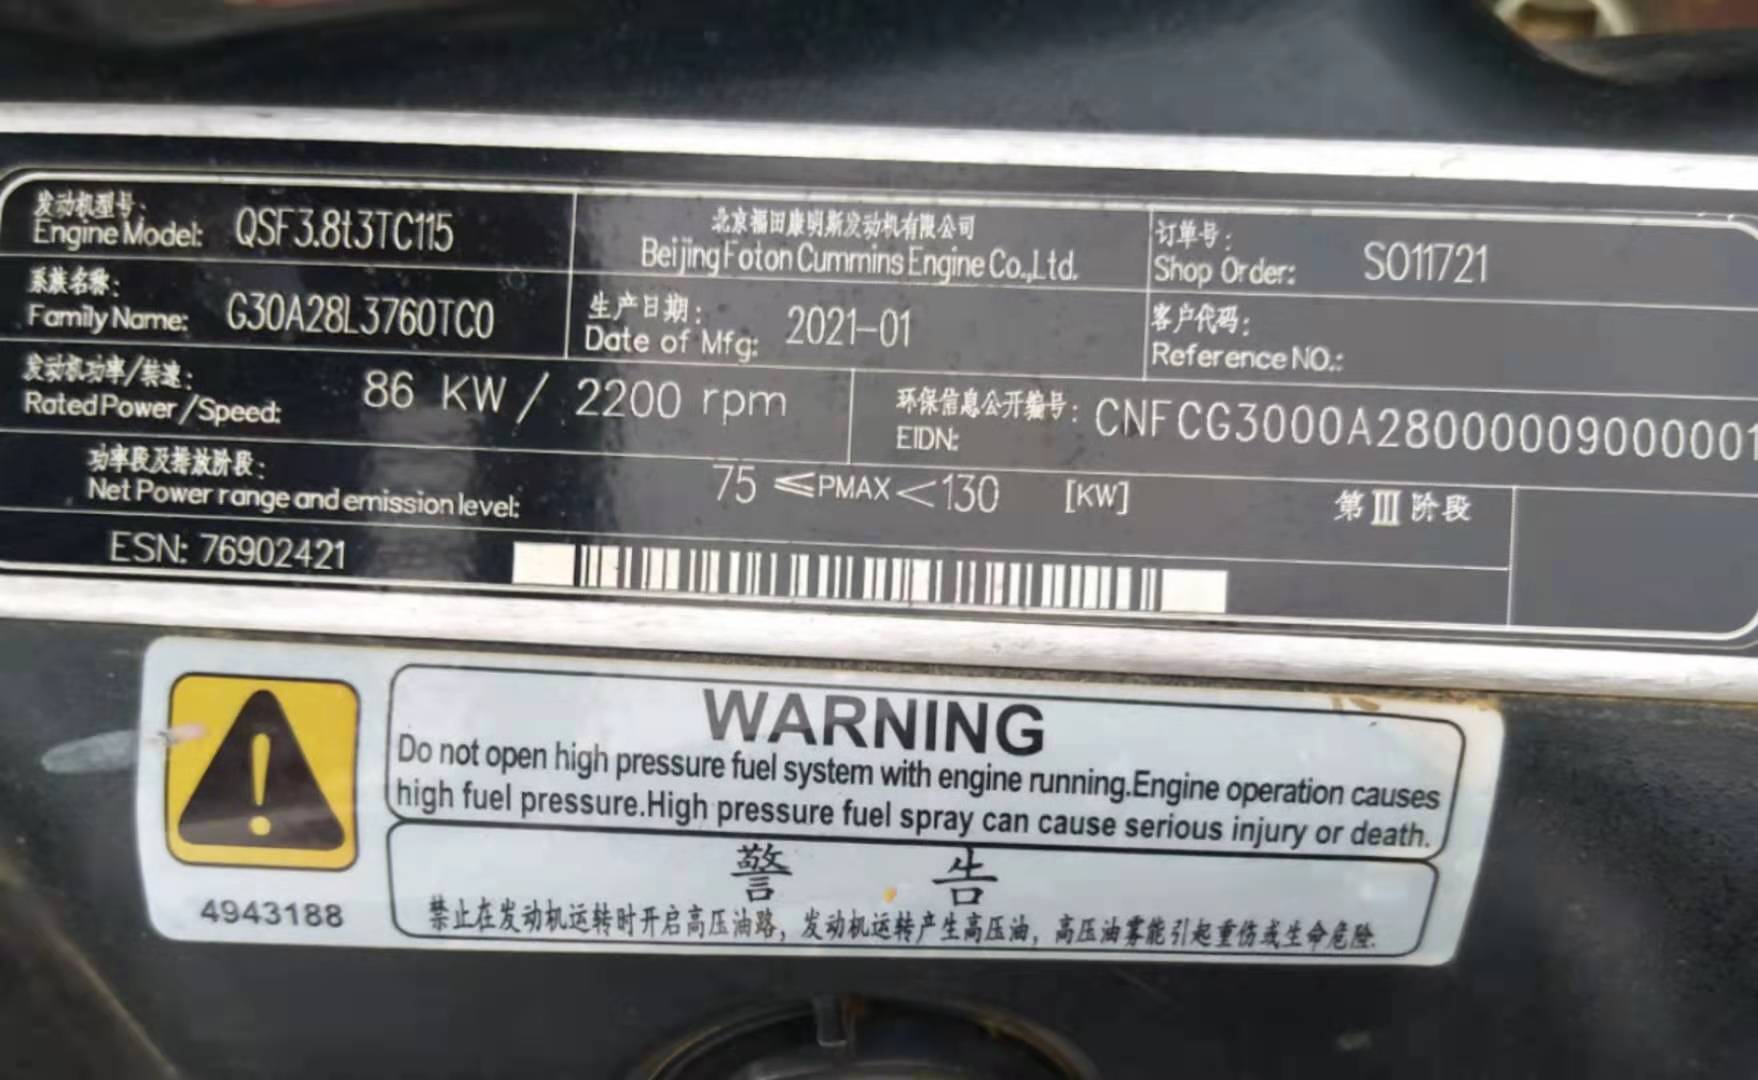 发动机型号: 北京福田康明斯发动机有限公司 订单号:
Engine Model: QSF3.8t3TC115 Beijing Foton Cummins Engine Co.,Ltd. Shop Order: SO11721
系族名称: 生产日期: 客户代码:
Family Name: G30A28L3760TC0 Date of Mfg: 2021-01 Reference NO.:
发动机功率/装速: 环保信息公开编号:
Rated Power/Speed: 86 KW / 2200 rpm EIDN: CNFCG3000A28000009000001
功率段及排放阶段:
Net Power range and emission level: 75 ≤PMAX<130 [KW] 第III阶段
ESN: 76902421
WARNING
Do not open high pressure fuel system with engine running.Engine operation causes
high fuel pressure.High pressure fuel spray can cause serious injury or death.
警 告
禁止在发动机运转时开启高压油路，发动机运转产生高压油，高压油雾能引起重伤或生命危险.
4943188